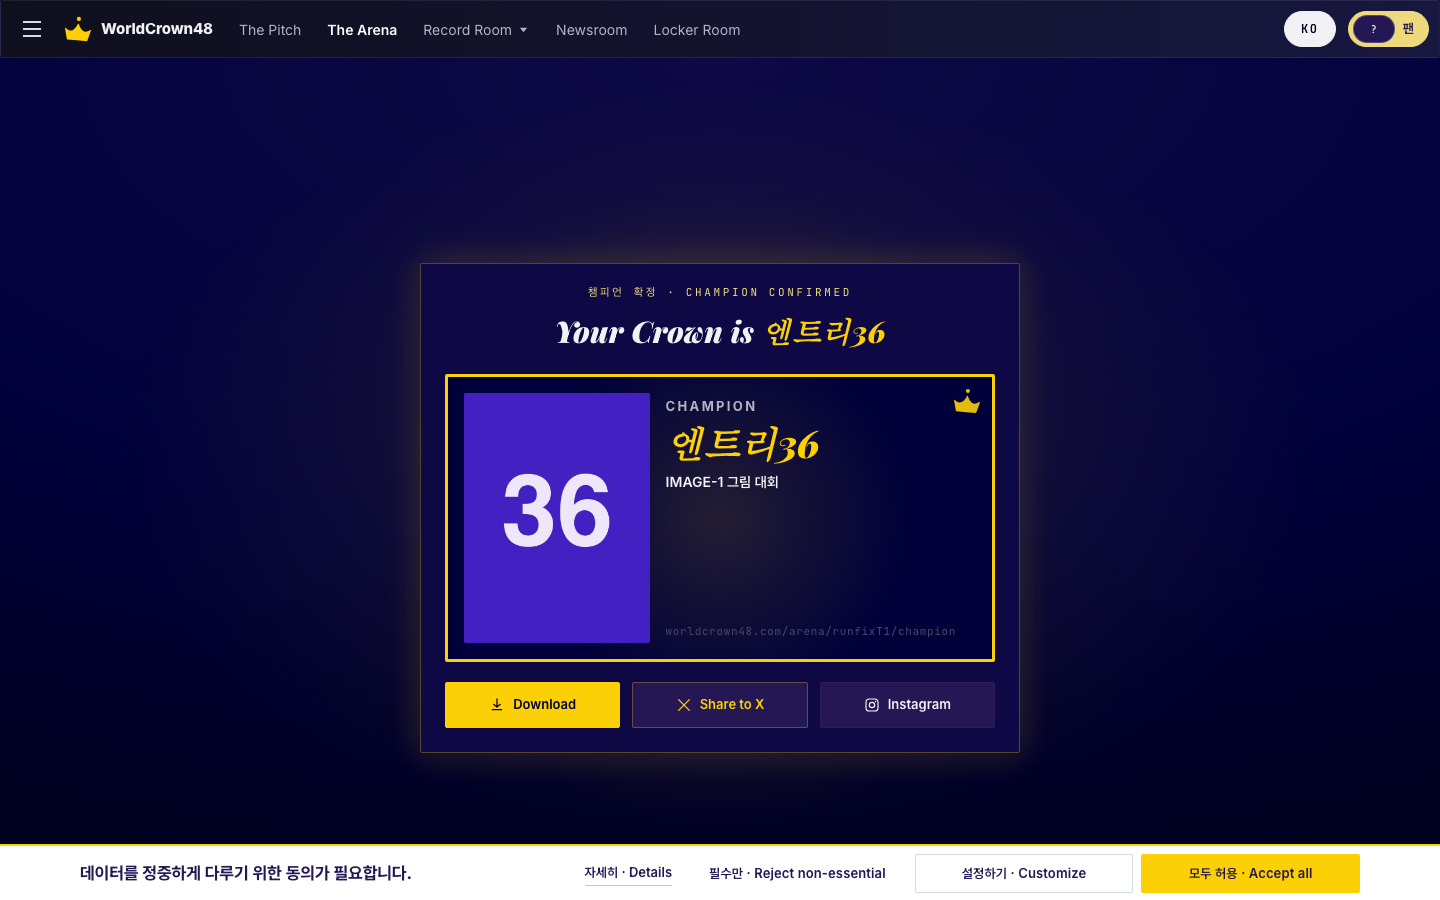 WorldCrown48
The Pitch
The Arena
Record Room
Newsroom
Locker Room
KO
?
팬
챔피언 확정 · CHAMPION CONFIRMED
Your Crown is 엔트리36
36
CHAMPION
엔트리36
IMAGE-1 그림 대회
worldcrown48.com/arena/runfixT1/champion
Download
Share to X
Instagram
데이터를 정중하게 다루기 위한 동의가 필요합니다.
자세히 · Details
필수만 · Reject non-essential
설정하기 · Customize
모두 허용 · Accept all